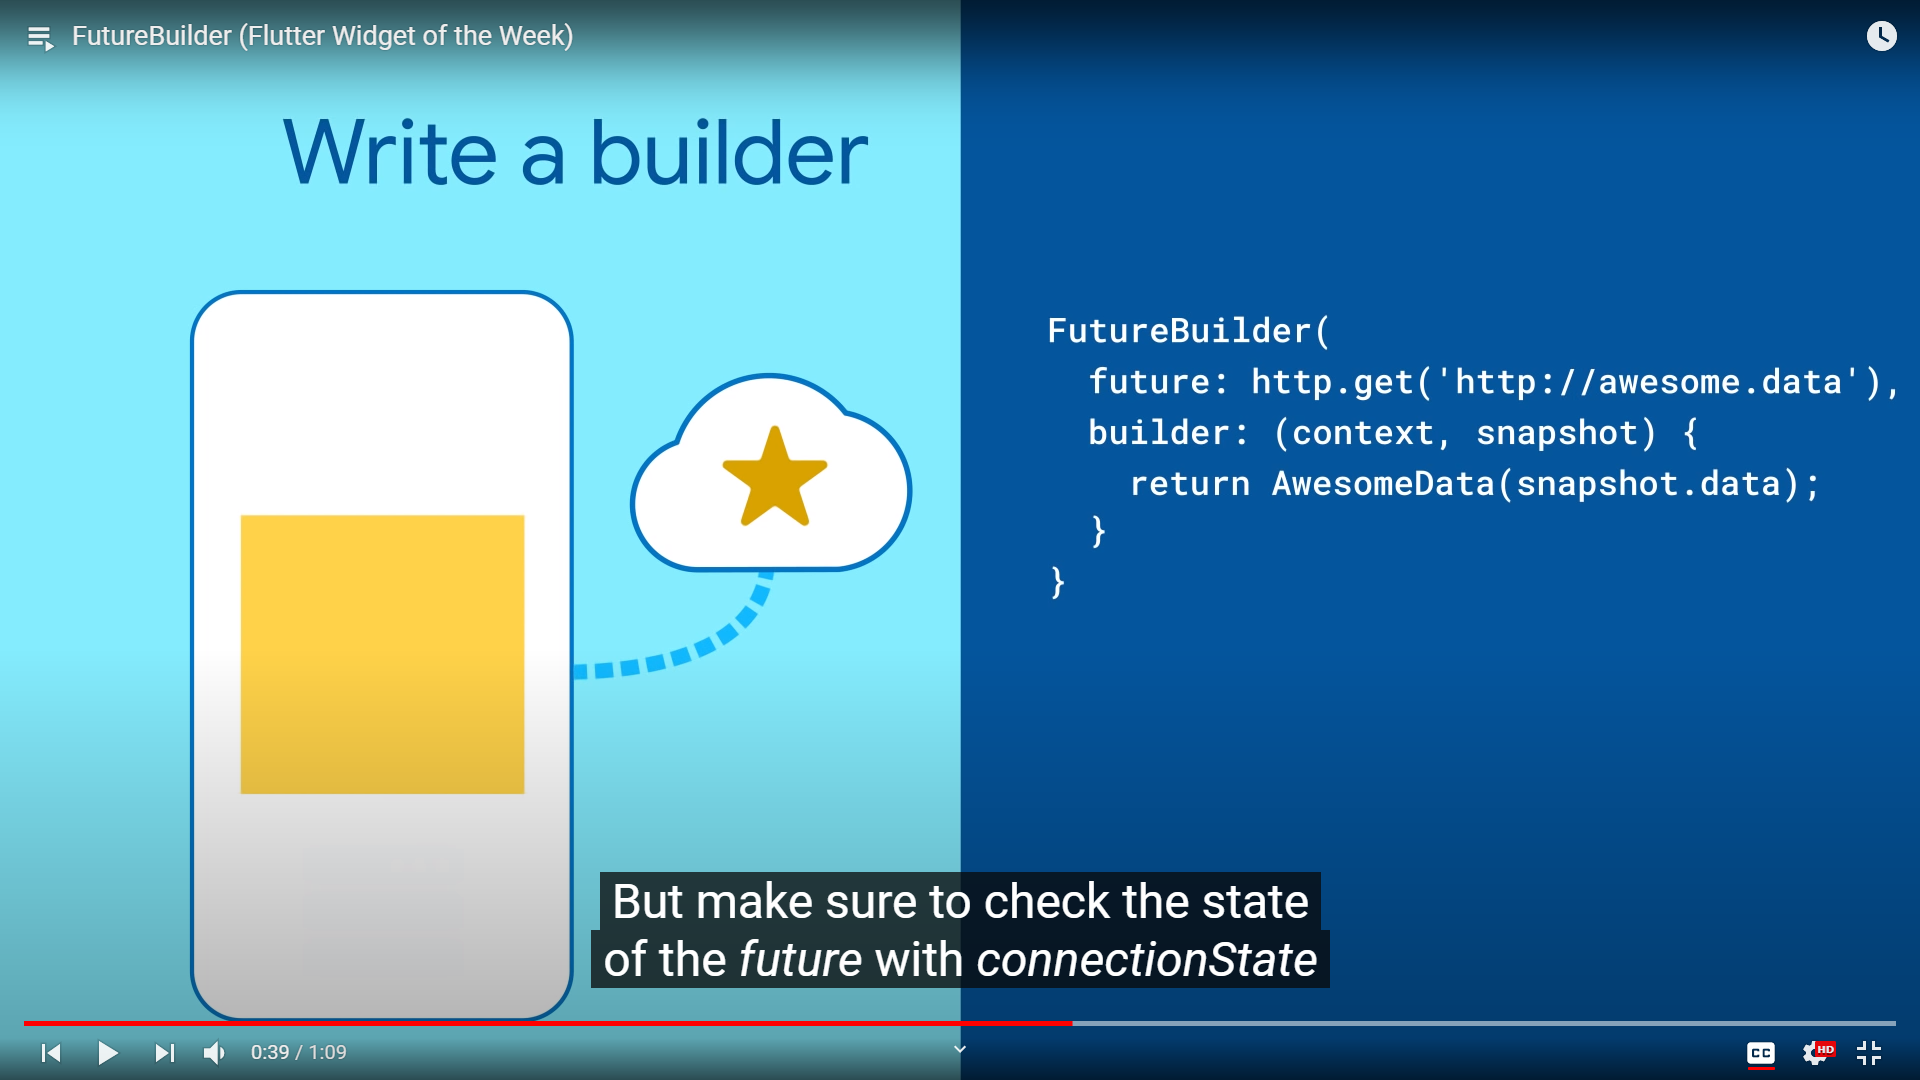 FutureBuilder (Flutter Widget of the Week)
Write a builder
FutureBuilder(
future: http.get('http://awesome.data'),
builder: (context, snapshot) {
return AwesomeData(snapshot.data);
}
}
But make sure to check the state
of the future with connectionState
0:39 / 1:09
CC
HD